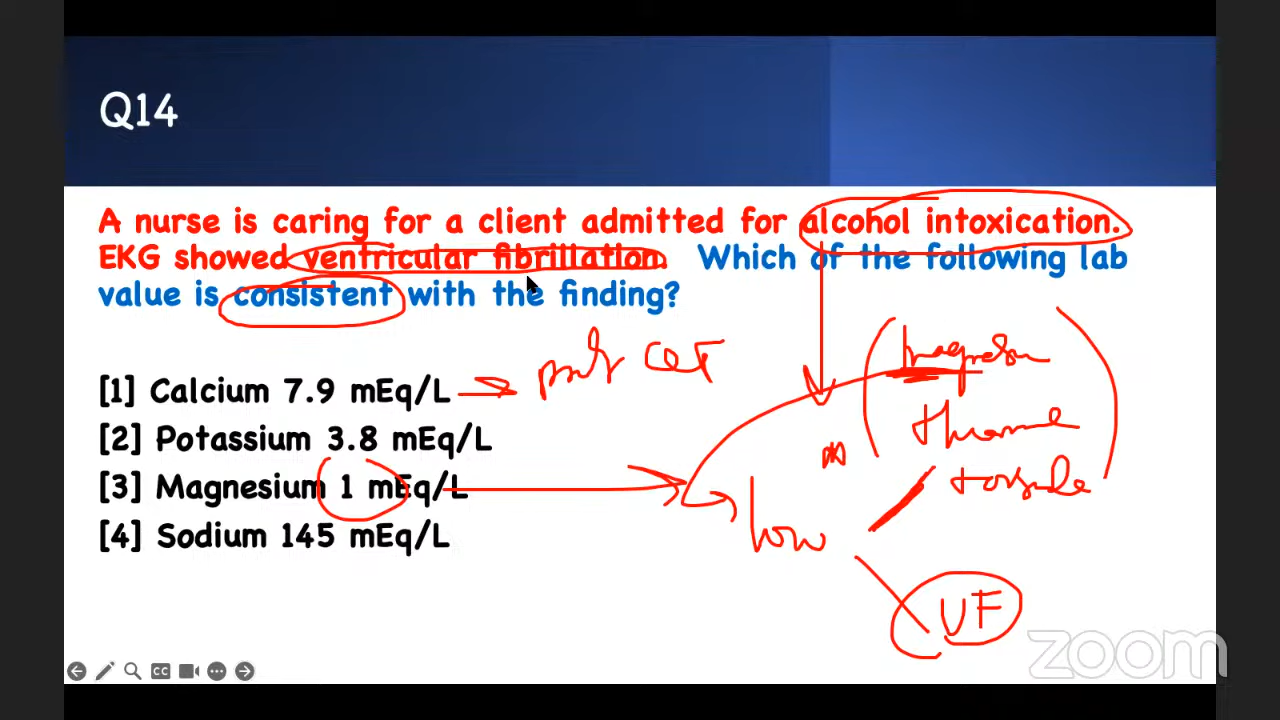 Q14
A nurse is caring for a client admitted for alcohol intoxication.
EKG showed ventricular fibrillation. Which of the following lab
value is consistent with the finding?
[1] Calcium 7.9 mEq/L
[2] Potassium 3.8 mEq/L
[3] Magnesium 1 mEq/L
[4] Sodium 145 mEq/L
low
VF
CC
zoom